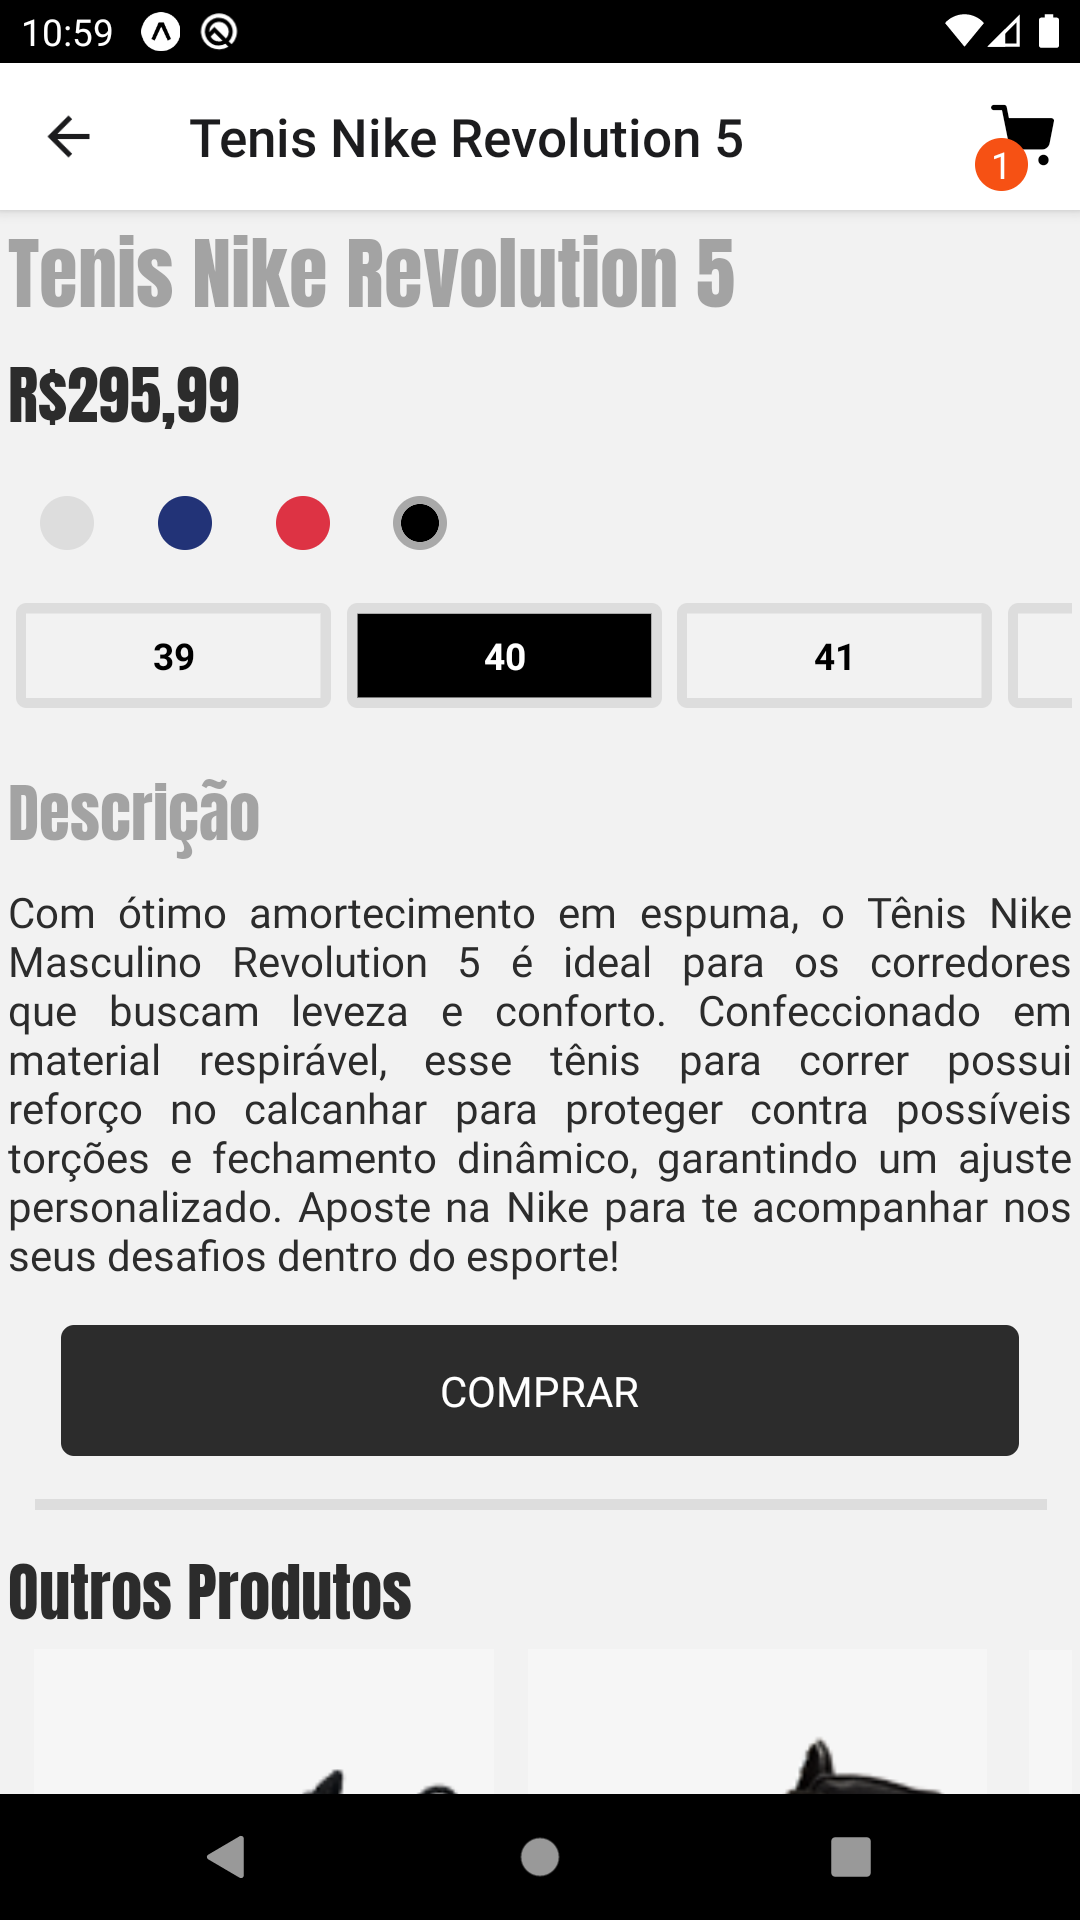 10:59
Tenis Nike Revolution 5
1
Tenis Nike Revolution 5
R$295,99
39 40 41
Descrição
Com ótimo amortecimento em espuma, o Tênis Nike
Masculino Revolution 5 é ideal para os corredores
que buscam leveza e conforto. Confeccionado em
material respirável, esse tênis para correr possui
reforço no calcanhar para proteger contra possíveis
torções e fechamento dinâmico, garantindo um ajuste
personalizado. Aposte na Nike para te acompanhar nos
seus desafios dentro do esporte!
COMPRAR
Outros Produtos